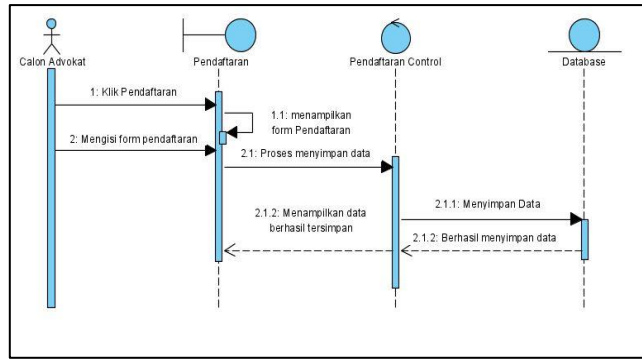 Calon Advokat
Pendaftaran
Pendaftaran Control
Database
1: Klik Pendaftaran
1.1: menampilkan
form Pendaftaran
2: Mengisi form pendaftaran
2.1: Proses menyimpan data
2.1.1: Menyimpan Data
2.1.2: Menampilkan data
berhasil tersimpan
2.1.2: Berhasil menyimpan data